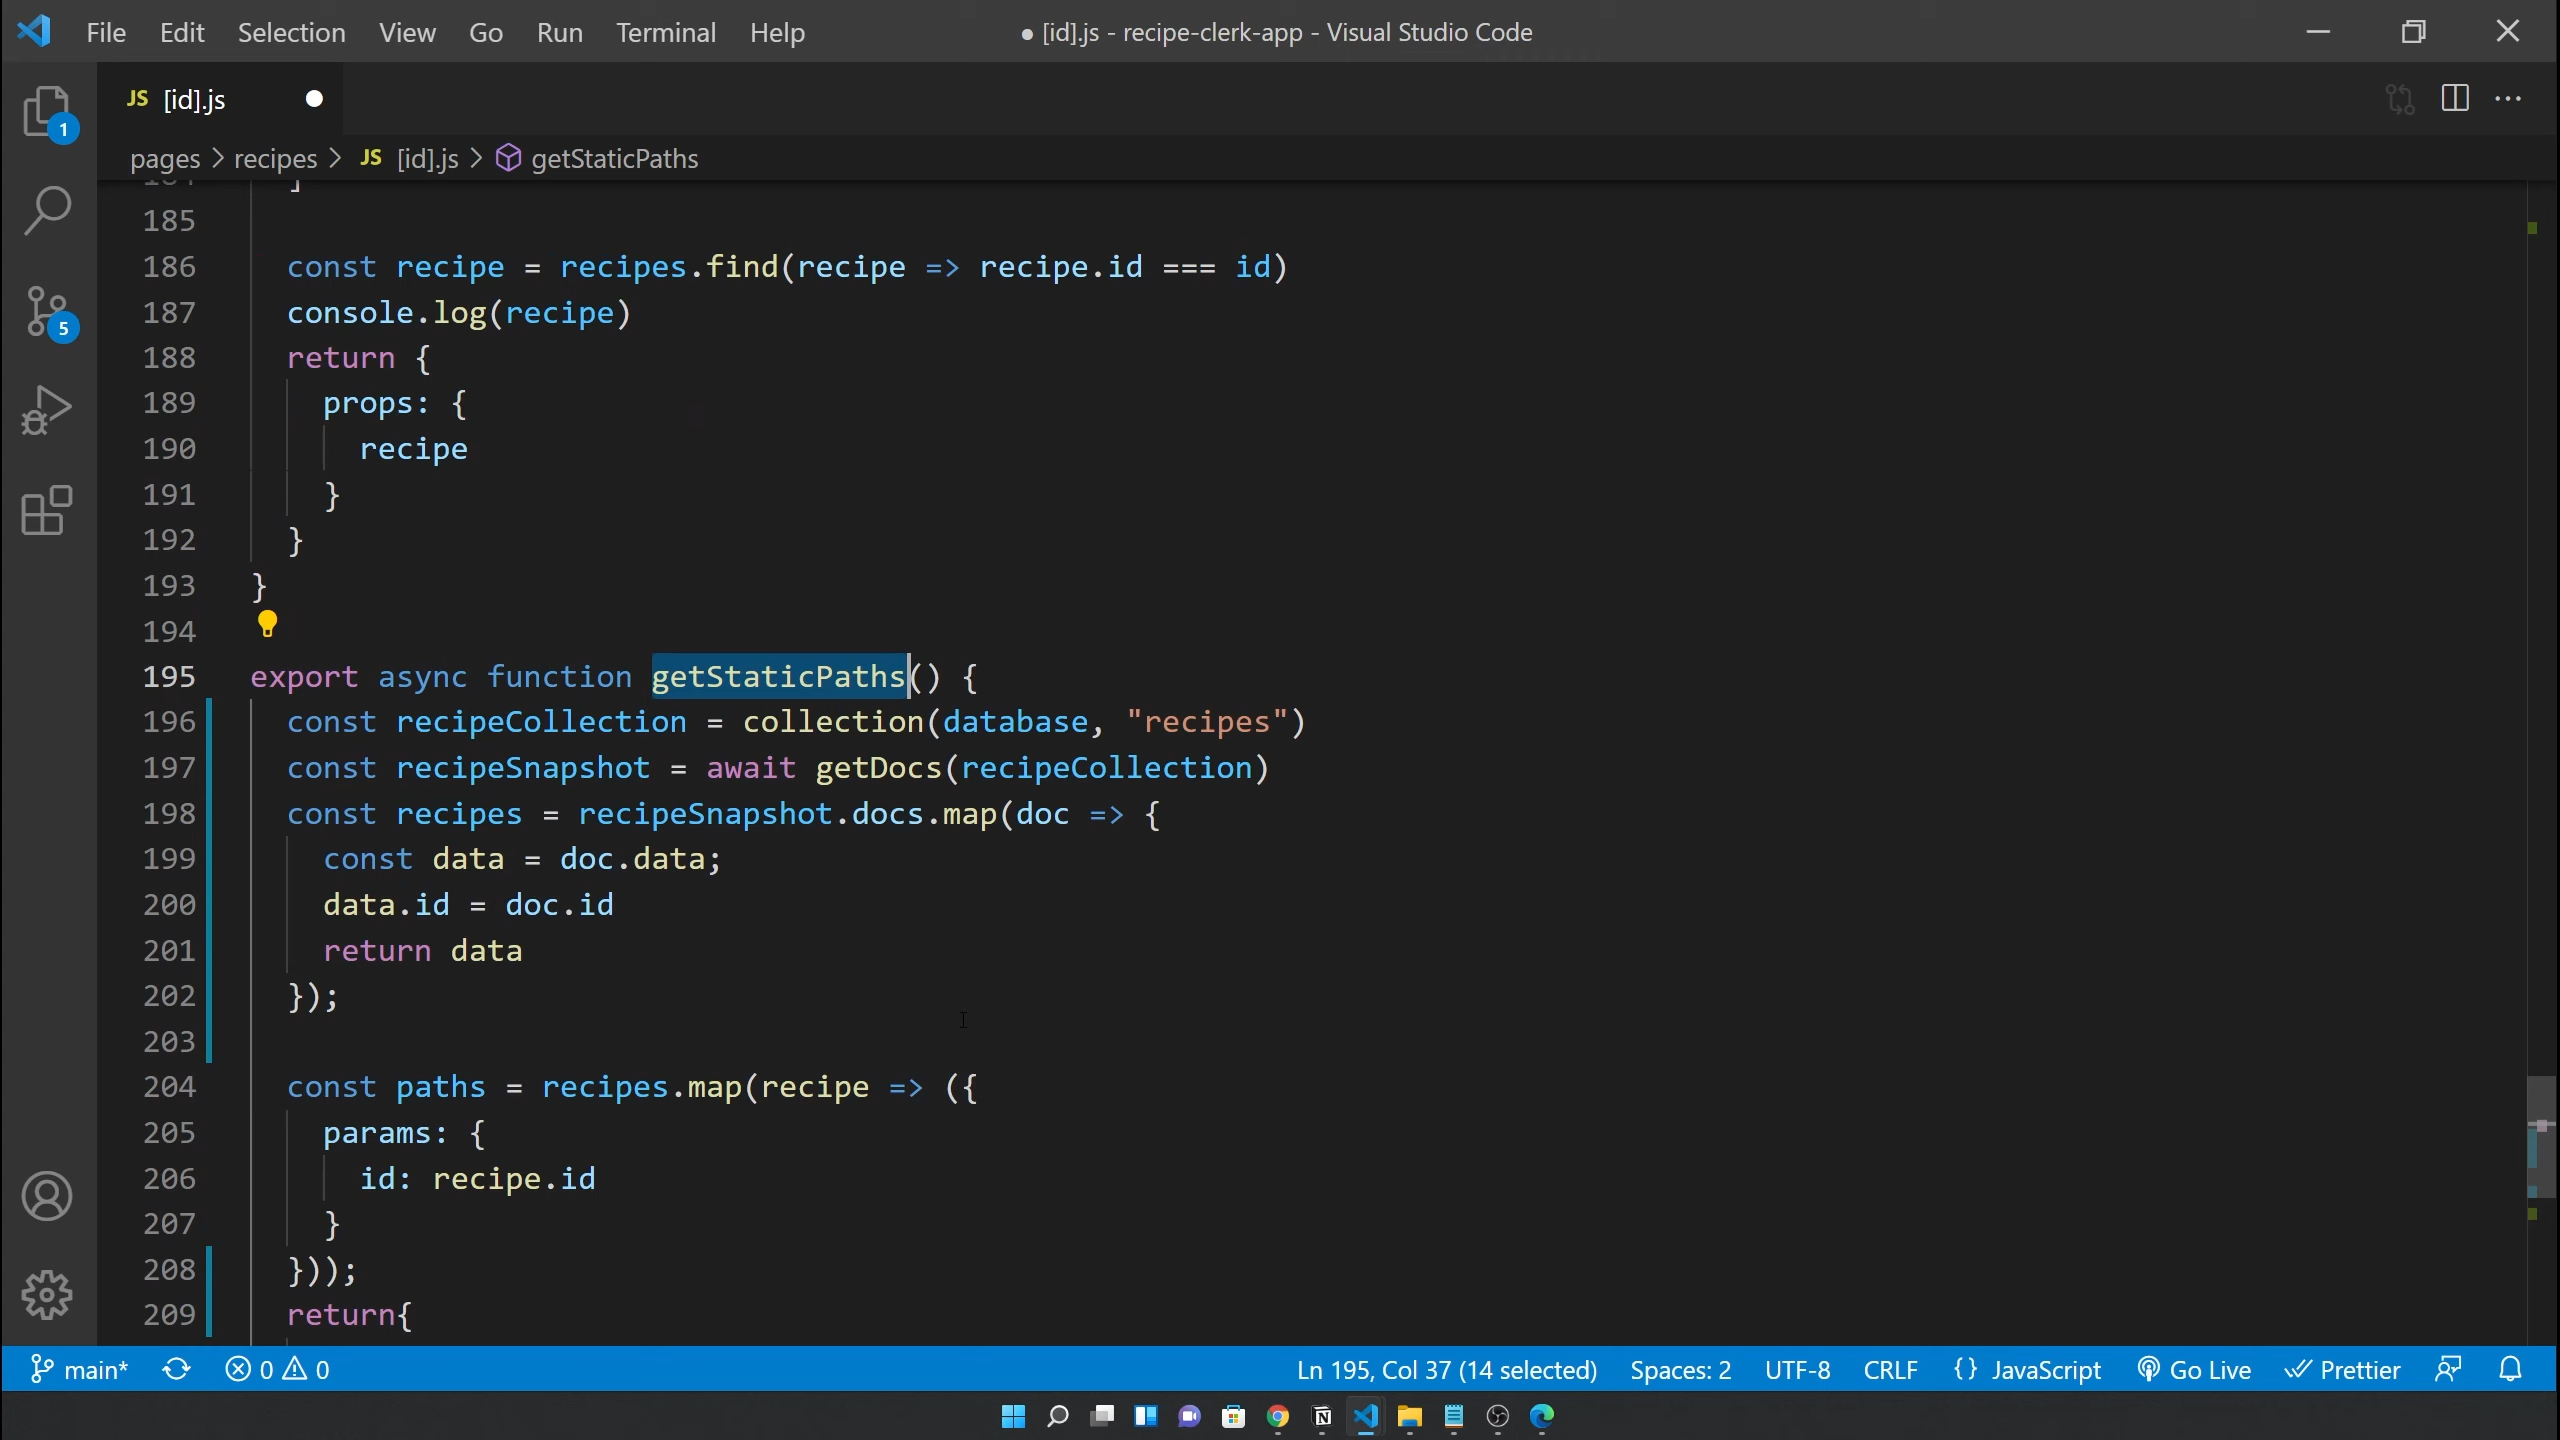 File Edit Selection View Go Run Terminal Help ● [id].js - recipe-clerk-app - Visual Studio Code
JS [id].js
pages > recipes > JS [id].js > getStaticPaths
184 ]
185
186 const recipe = recipes.find(recipe => recipe.id === id)
187 console.log(recipe)
188 return {
189 props: {
190 recipe
191 }
192 }
193 }
194
195 export async function getStaticPaths() {
196 const recipeCollection = collection(database, "recipes")
197 const recipeSnapshot = await getDocs(recipeCollection)
198 const recipes = recipeSnapshot.docs.map(doc => {
199 const data = doc.data;
200 data.id = doc.id
201 return data
202 });
203
204 const paths = recipes.map(recipe => ({
205 params: {
206 id: recipe.id
207 }
208 }));
209 return{
1
5
main* 0 0 Ln 195, Col 37 (14 selected) Spaces: 2 UTF-8 CRLF {} JavaScript Go Live Prettier